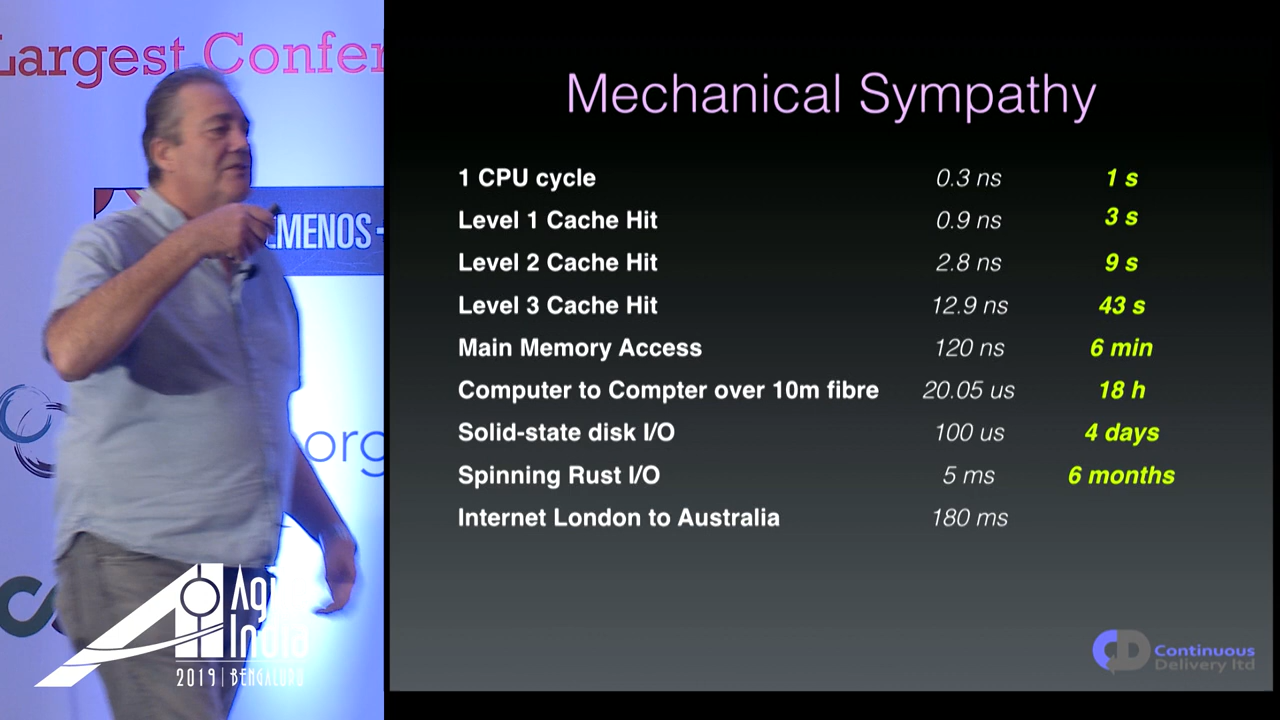 Largest Confer
EMENOS
org
Agi
India
2019 | BENGALURU
Mechanical Sympathy
1 CPU cycle 0.3 ns 1 s
Level 1 Cache Hit 0.9 ns 3 s
Level 2 Cache Hit 2.8 ns 9 s
Level 3 Cache Hit 12.9 ns 43 s
Main Memory Access 120 ns 6 min
Computer to Compter over 10m fibre 20.05 us 18 h
Solid-state disk I/O 100 us 4 days
Spinning Rust I/O 5 ms 6 months
Internet London to Australia 180 ms
CD Continuous
Delivery ltd